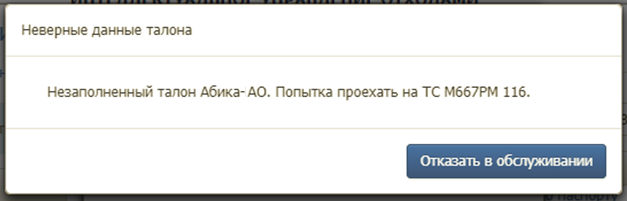 Неверные данные талона
Незаполненный талон Абика-АО. Попытка проехать на ТС М667РМ 116.
Отказать в обслуживании